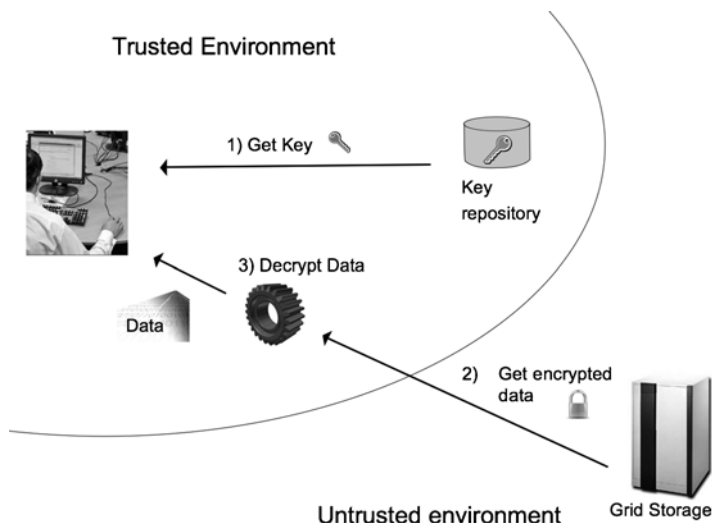 Trusted Environment
1) Get Key
Key
repository
3) Decrypt Data
Data
2) Get encrypted
data
Grid Storage
Untrusted environment